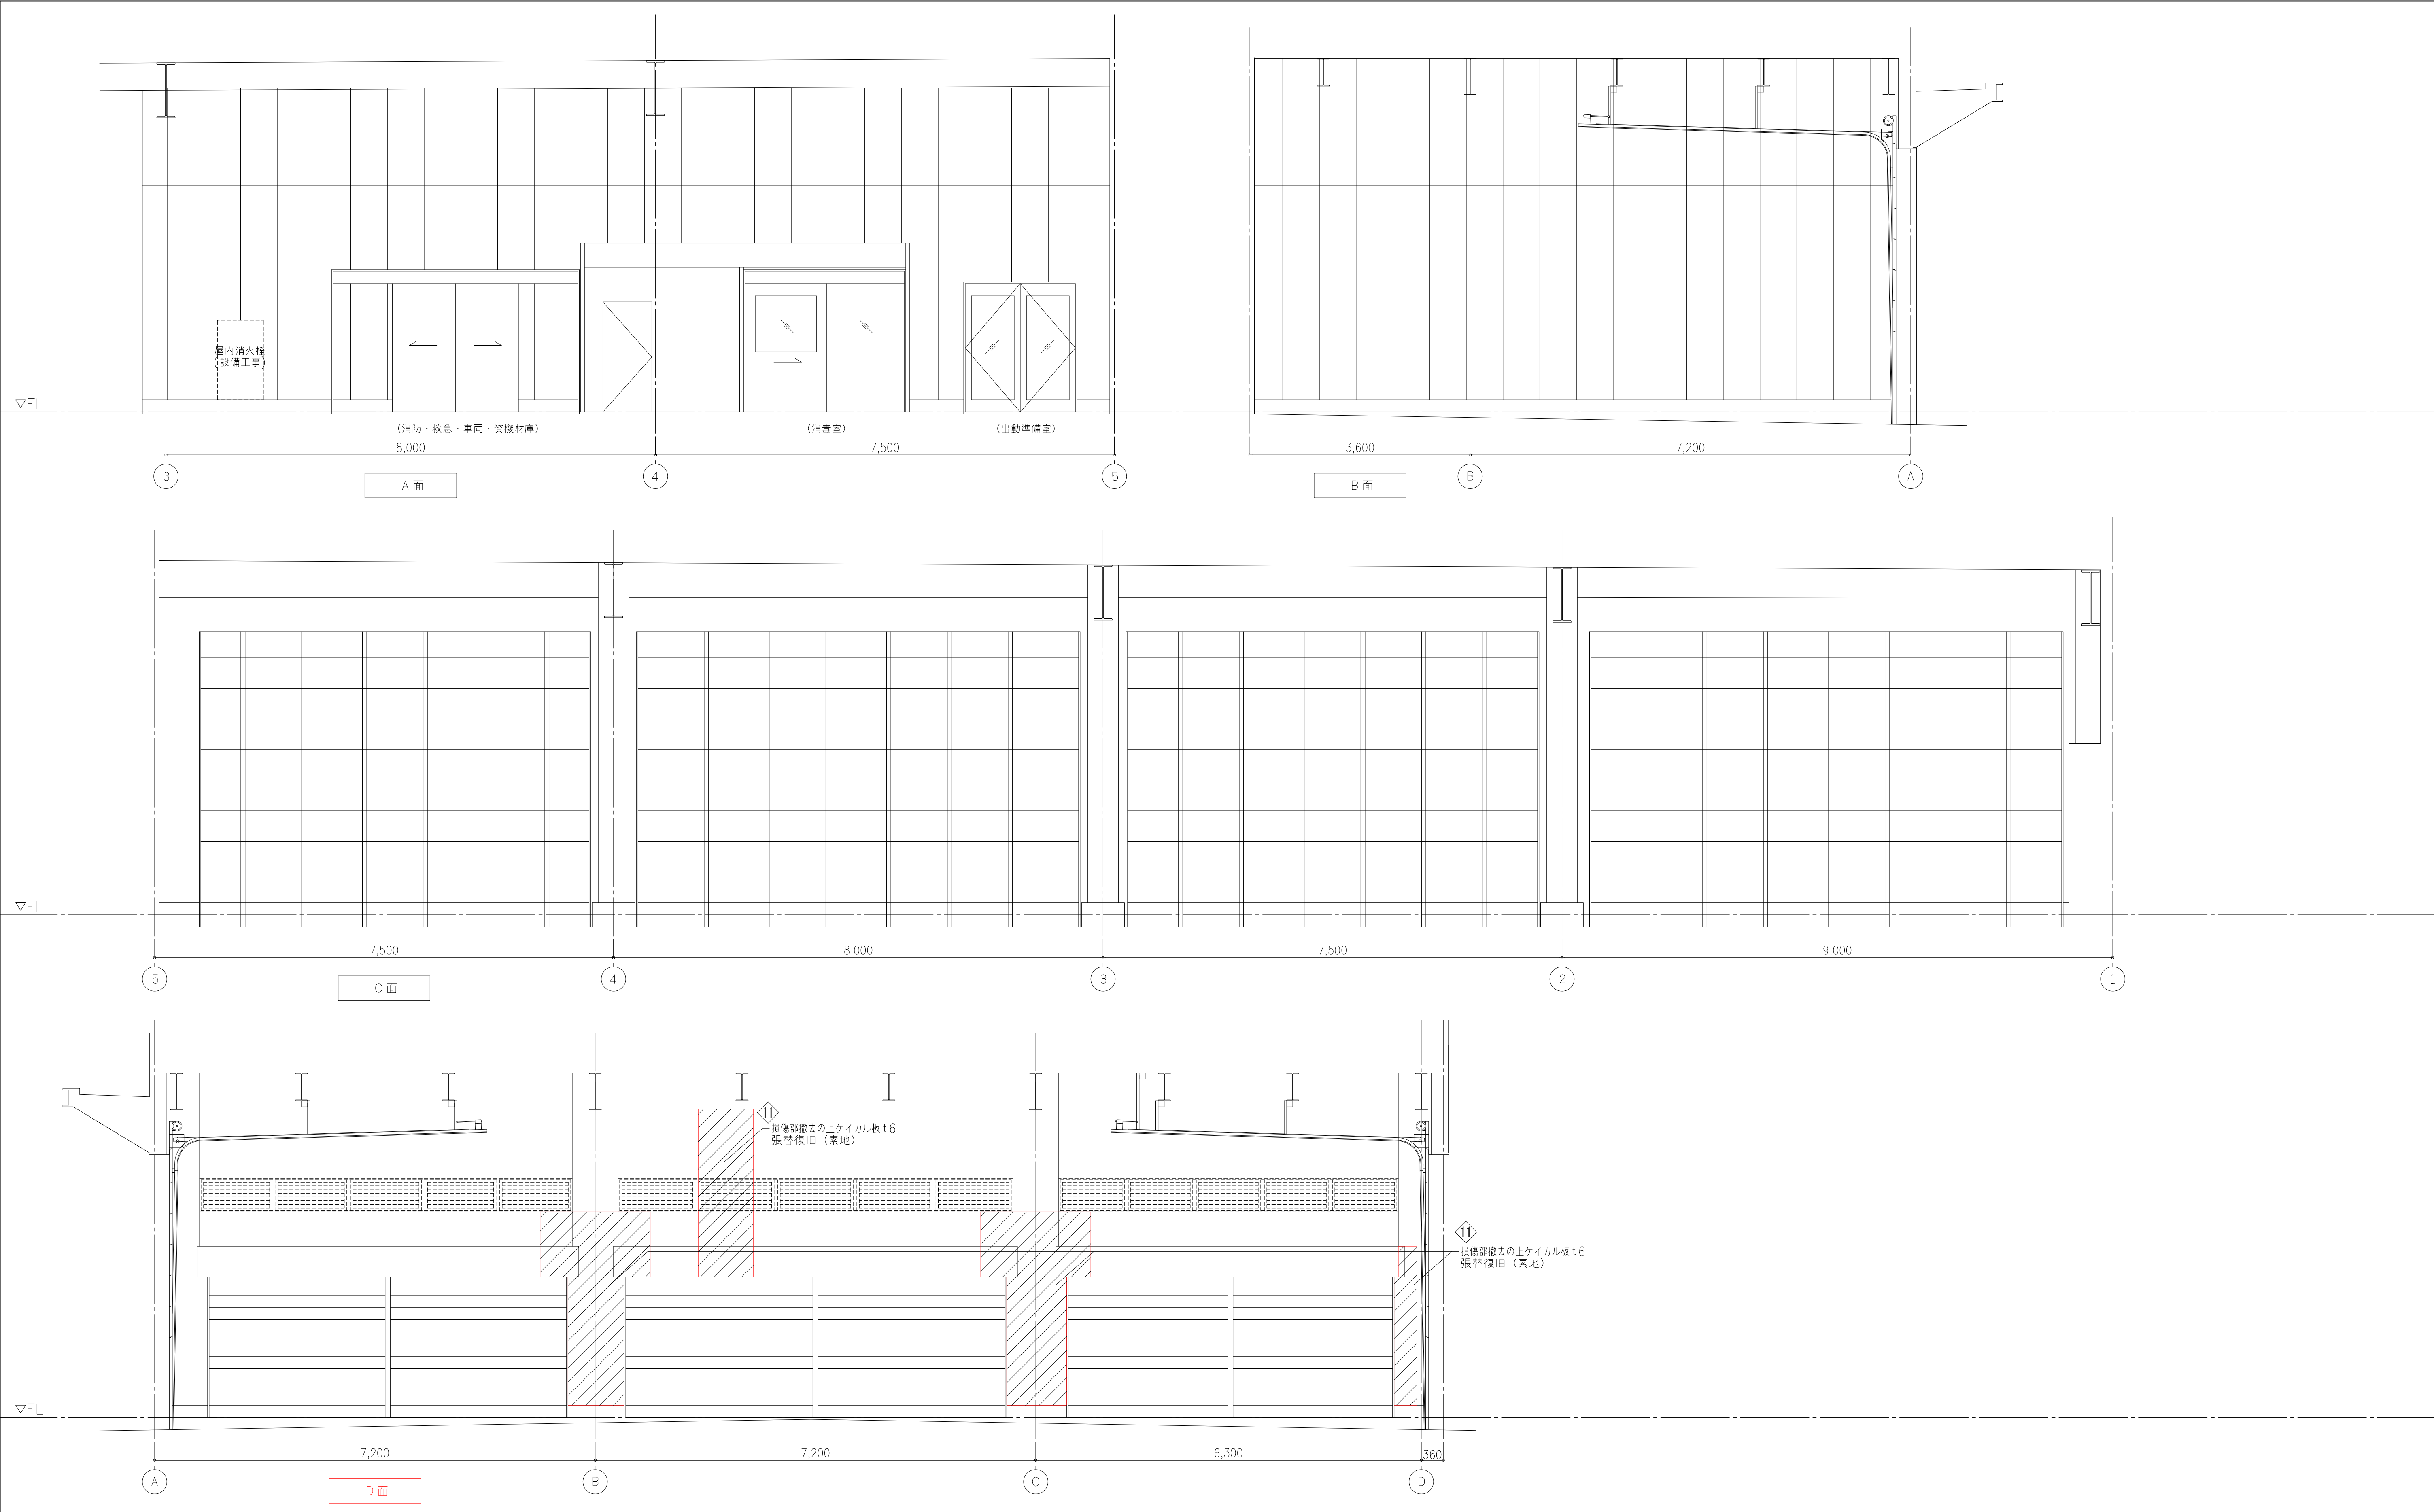 屋内消火栓
(設備工事)
▽FL
(消防・救急・車両・資機材庫)
(消毒室)
(出動準備室)
8,000
7,500
3
4
5
A面
3,600
7,200
B
A
B面
▽FL
7,500
8,000
7,500
9,000
5
4
3
2
1
C面
11
損傷部撤去の上ケイカル板t6
張替復旧(素地)
11
損傷部撤去の上ケイカル板t6
張替復旧(素地)
▽FL
7,200
7,200
6,300
360
A
B
C
D
D面